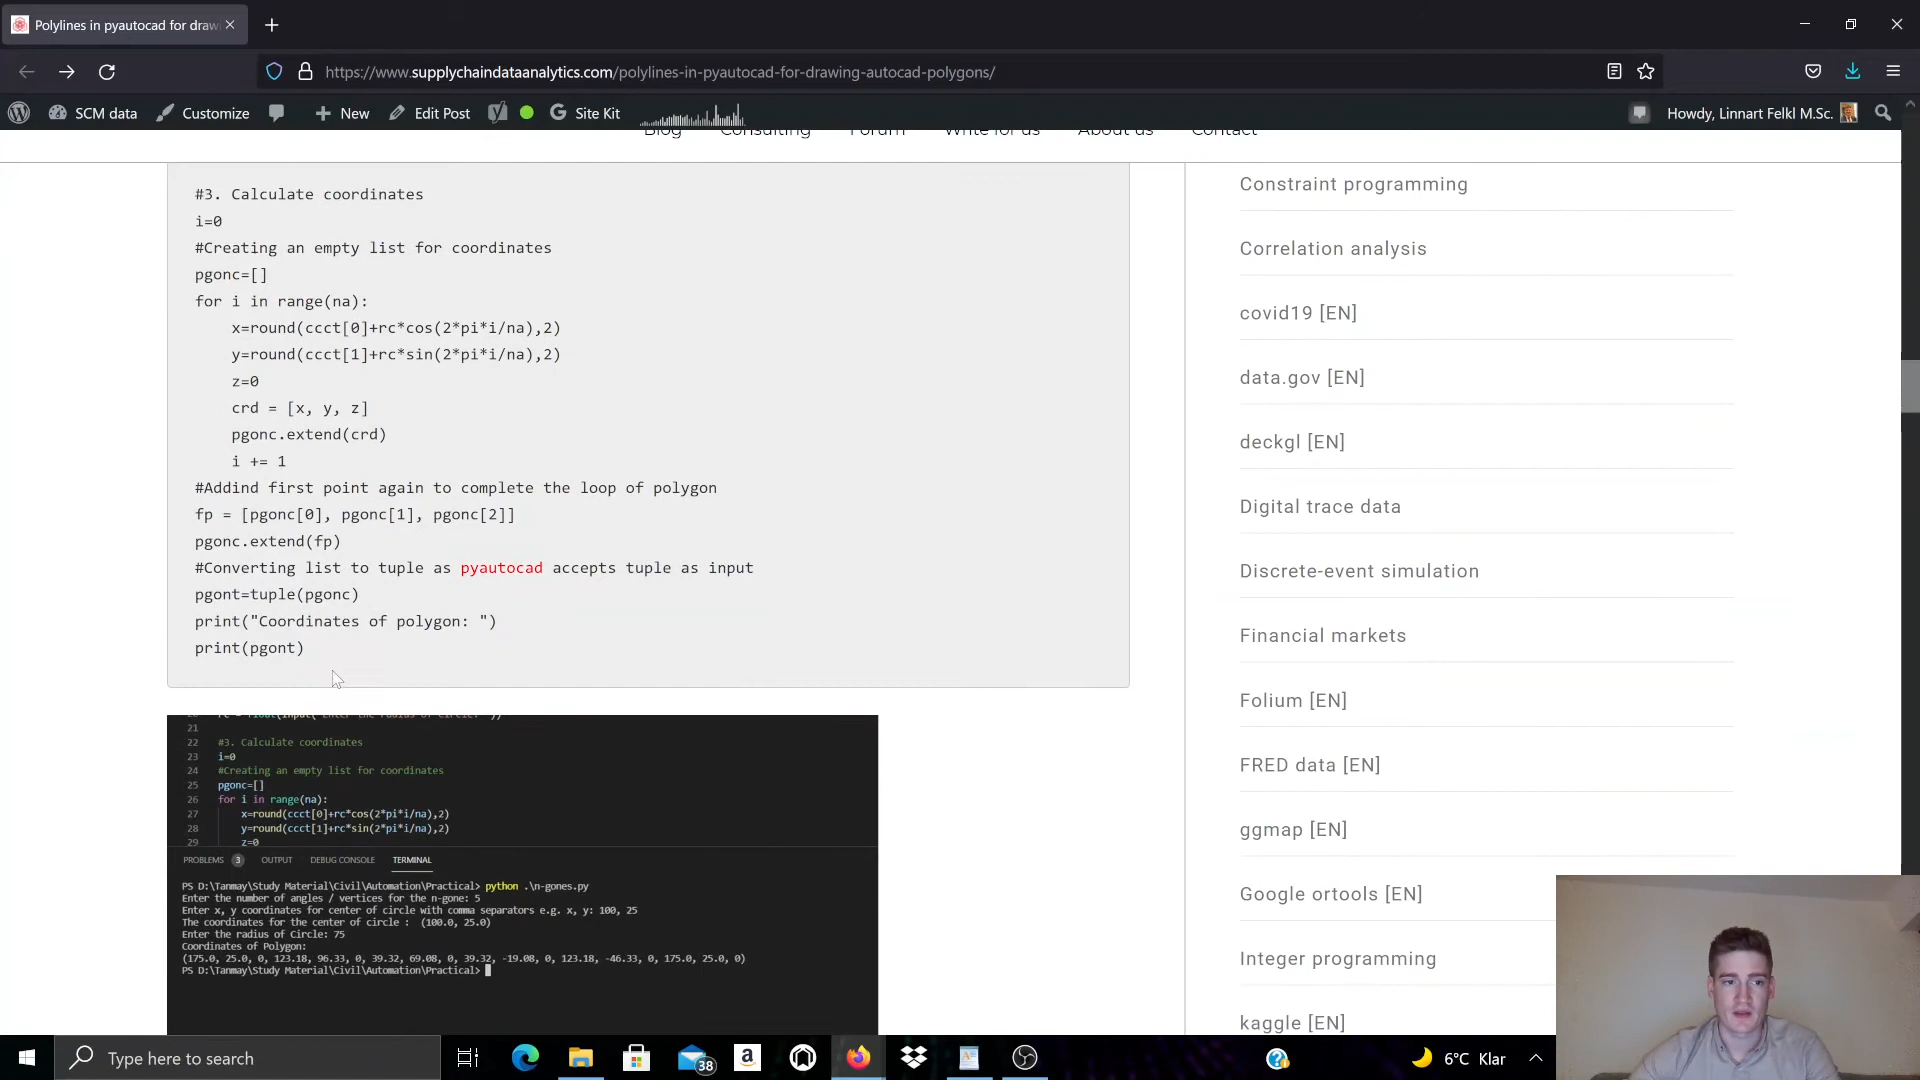 Polylines in pyautocad for draw
https://www.supplychaindataanalytics.com/polylines-in-pyautocad-for-drawing-autocad-polygons/
SCM data
Customize
New
Edit Post
Site Kit
Howdy, Linnart Felkl M.Sc.
Blog
Consulting
Forum
Write for us
About us
Contact
#3. Calculate coordinates
i=0
#Creating an empty list for coordinates
pgonc=[]
for i in range(na):
x=round(ccct[0]+rc*cos(2*pi*i/na),2)
y=round(ccct[1]+rc*sin(2*pi*i/na),2)
z=0
crd = [x, y, z]
pgonc.extend(crd)
i += 1
#Addind first point again to complete the loop of polygon
fp = [pgonc[0], pgonc[1], pgonc[2]]
pgonc.extend(fp)
#Converting list to tuple as pyautocad accepts tuple as input
pgont=tuple(pgonc)
print("Coordinates of polygon: ")
print(pgont)
21
22 #3. Calculate coordinates
23 i=0
24 #Creating an empty list for coordinates
25 pgonc=[]
26 for i in range(na):
27 x=round(ccct[0]+rc*cos(2*pi*i/na),2)
28 y=round(ccct[1]+rc*sin(2*pi*i/na),2)
29 z=0
PROBLEMS 3 OUTPUT DEBUG CONSOLE TERMINAL
PS D:\Tanmay\Study Material\Civil\Automation\Practical> python .\n-gones.py
Enter the number of angles / vertices for the n-gone: 5
Enter x, y coordinates for center of circle with comma separators e.g. x, y: 100, 25
The coordinates for the center of circle : (100.0, 25.0)
Enter the radius of Circle: 75
Coordinates of Polygon:
(175.0, 25.0, 0, 123.18, 96.33, 0, 39.32, 69.08, 0, 39.32, -19.08, 0, 123.18, -46.33, 0, 175.0, 25.0, 0)
PS D:\Tanmay\Study Material\Civil\Automation\Practical>
Constraint programming
Correlation analysis
covid19 [EN]
data.gov [EN]
deckgl [EN]
Digital trace data
Discrete-event simulation
Financial markets
Folium [EN]
FRED data [EN]
ggmap [EN]
Google ortools [EN]
Integer programming
kaggle [EN]
Type here to search
38
a
6°C Klar